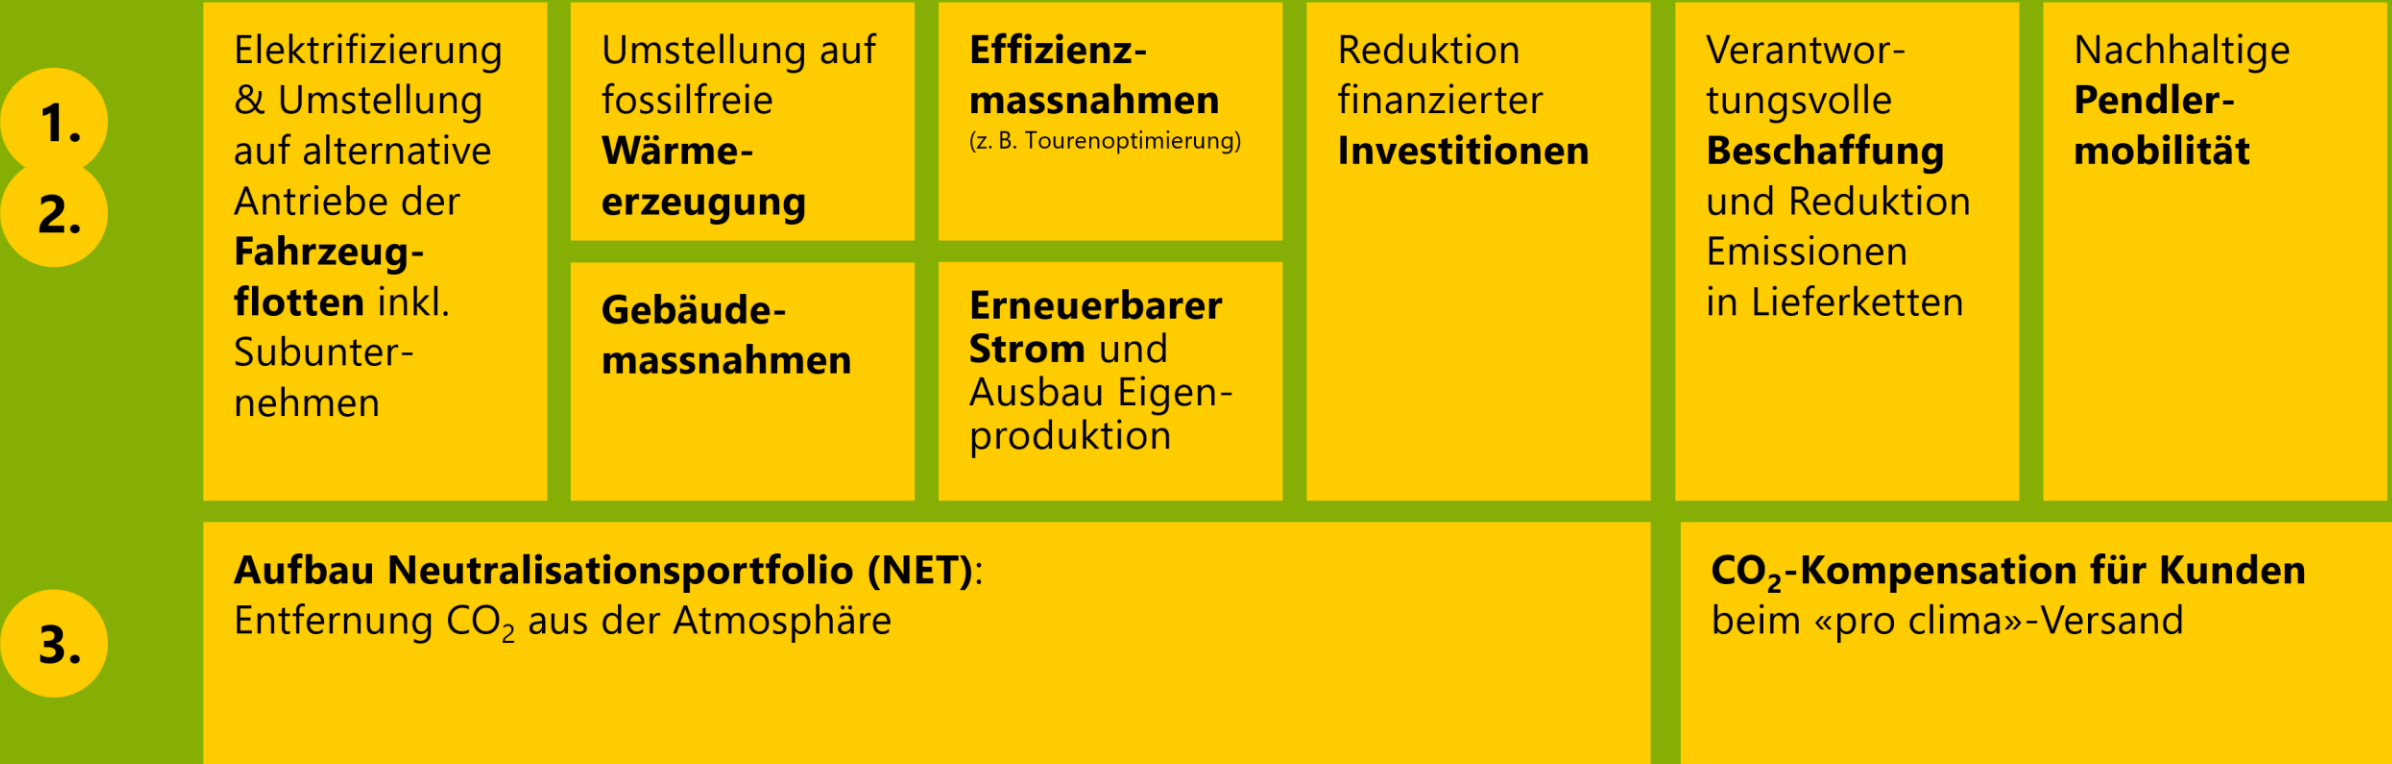 1.
2.
Elektrifizierung
& Umstellung
auf alternative
Antriebe der
Fahrzeug-
flotten inkl.
Subunter-
nehmen
Umstellung auf
fossilfreie
Wärme-
erzeugung
Gebäude-
massnahmen
Effizienz-
massnahmen
(z. B. Tourenoptimierung)
Erneuerbarer
Strom und
Ausbau Eigen-
produktion
Reduktion
finanzierter
Investitionen
Verantwor-
tungsvolle
Beschaffung
und Reduktion
Emissionen
in Lieferketten
Nachhaltige
Pendler-
mobilität
3.
Aufbau Neutralisationsportfolio (NET):
Entfernung CO₂ aus der Atmosphäre
CO₂-Kompensation für Kunden
beim «pro clima»-Versand